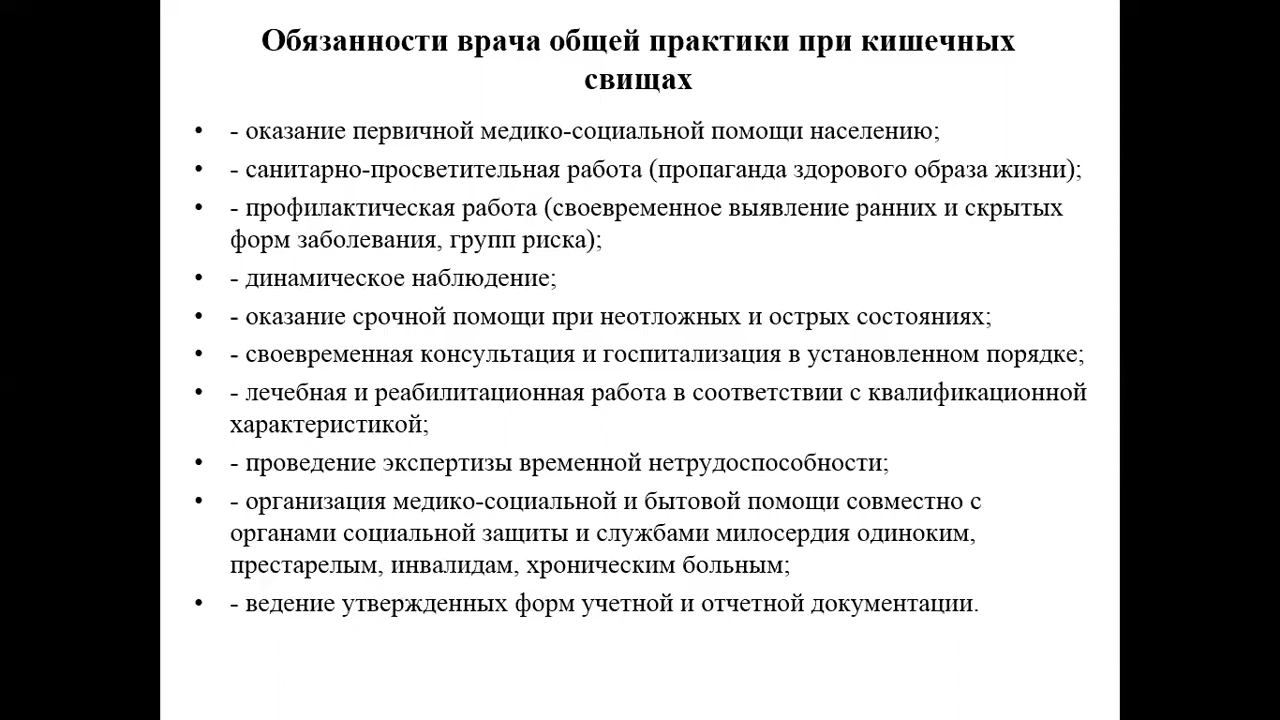 Обязанности врача общей практики при кишечных
свищах
• - оказание первичной медико-социальной помощи населению;
• - санитарно-просветительная работа (пропаганда здорового образа жизни);
• - профилактическая работа (своевременное выявление ранних и скрытых
форм заболевания, групп риска);
• - динамическое наблюдение;
• - оказание срочной помощи при неотложных и острых состояниях;
• - своевременная консультация и госпитализация в установленном порядке;
• - лечебная и реабилитационная работа в соответствии с квалификационной
характеристикой;
• - проведение экспертизы временной нетрудоспособности;
• - организация медико-социальной и бытовой помощи совместно с
органами социальной защиты и службами милосердия одиноким,
престарелым, инвалидам, хроническим больным;
• - ведение утвержденных форм учетной и отчетной документации.